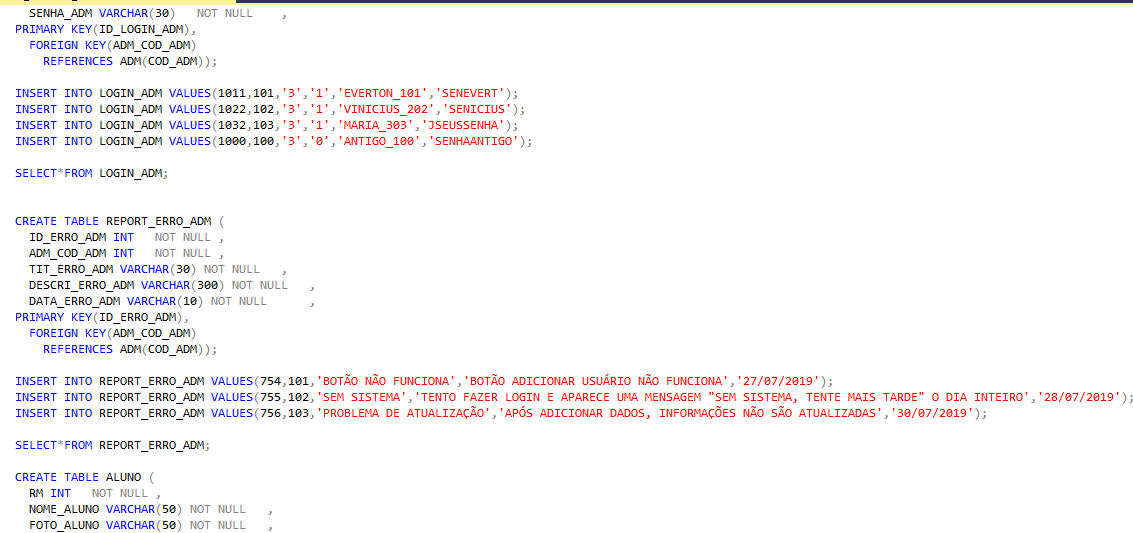 SENHA_ADM VARCHAR(30)   NOT NULL    ,
PRIMARY KEY(ID_LOGIN_ADM),
  FOREIGN KEY(ADM_COD_ADM)
    REFERENCES ADM(COD_ADM));
INSERT INTO LOGIN_ADM VALUES(1011,101,'3','1','EVERTON_101','SENEVERT');
INSERT INTO LOGIN_ADM VALUES(1022,102,'3','1','VINICIUS_202','SENICIUS');
INSERT INTO LOGIN_ADM VALUES(1032,103,'3','1','MARIA_303','JSEUSSENHA');
INSERT INTO LOGIN_ADM VALUES(1000,100,'3','0','ANTIGO_100','SENHAANTIGO');
SELECT*FROM LOGIN_ADM;
CREATE TABLE REPORT_ERRO_ADM (
  ID_ERRO_ADM INT   NOT NULL ,
  ADM_COD_ADM INT   NOT NULL ,
  TIT_ERRO_ADM VARCHAR(30) NOT NULL   ,
  DESCRI_ERRO_ADM VARCHAR(300) NOT NULL   ,
  DATA_ERRO_ADM VARCHAR(10) NOT NULL      ,
PRIMARY KEY(ID_ERRO_ADM),
  FOREIGN KEY(ADM_COD_ADM)
    REFERENCES ADM(COD_ADM));
INSERT INTO REPORT_ERRO_ADM VALUES(754,101,'BOTÃO NÃO FUNCIONA','BOTÃO ADICIONAR USUÁRIO NÃO FUNCIONA','27/07/2019');
INSERT INTO REPORT_ERRO_ADM VALUES(755,102,'SEM SISTEMA','TENTO FAZER LOGIN E APARECE UMA MENSAGEM "SEM SISTEMA, TENTE MAIS TARDE" O DIA INTEIRO','28/07/2019');
INSERT INTO REPORT_ERRO_ADM VALUES(756,103,'PROBLEMA DE ATUALIZAÇÃO','APÓS ADICIONAR DADOS, INFORMAÇÕES NÃO SÃO ATUALIZADAS','30/07/2019');
SELECT*FROM REPORT_ERRO_ADM;
CREATE TABLE ALUNO (
  RM INT   NOT NULL ,
  NOME_ALUNO VARCHAR(50) NOT NULL   ,
  FOTO_ALUNO VARCHAR(50) NOT NULL   ,